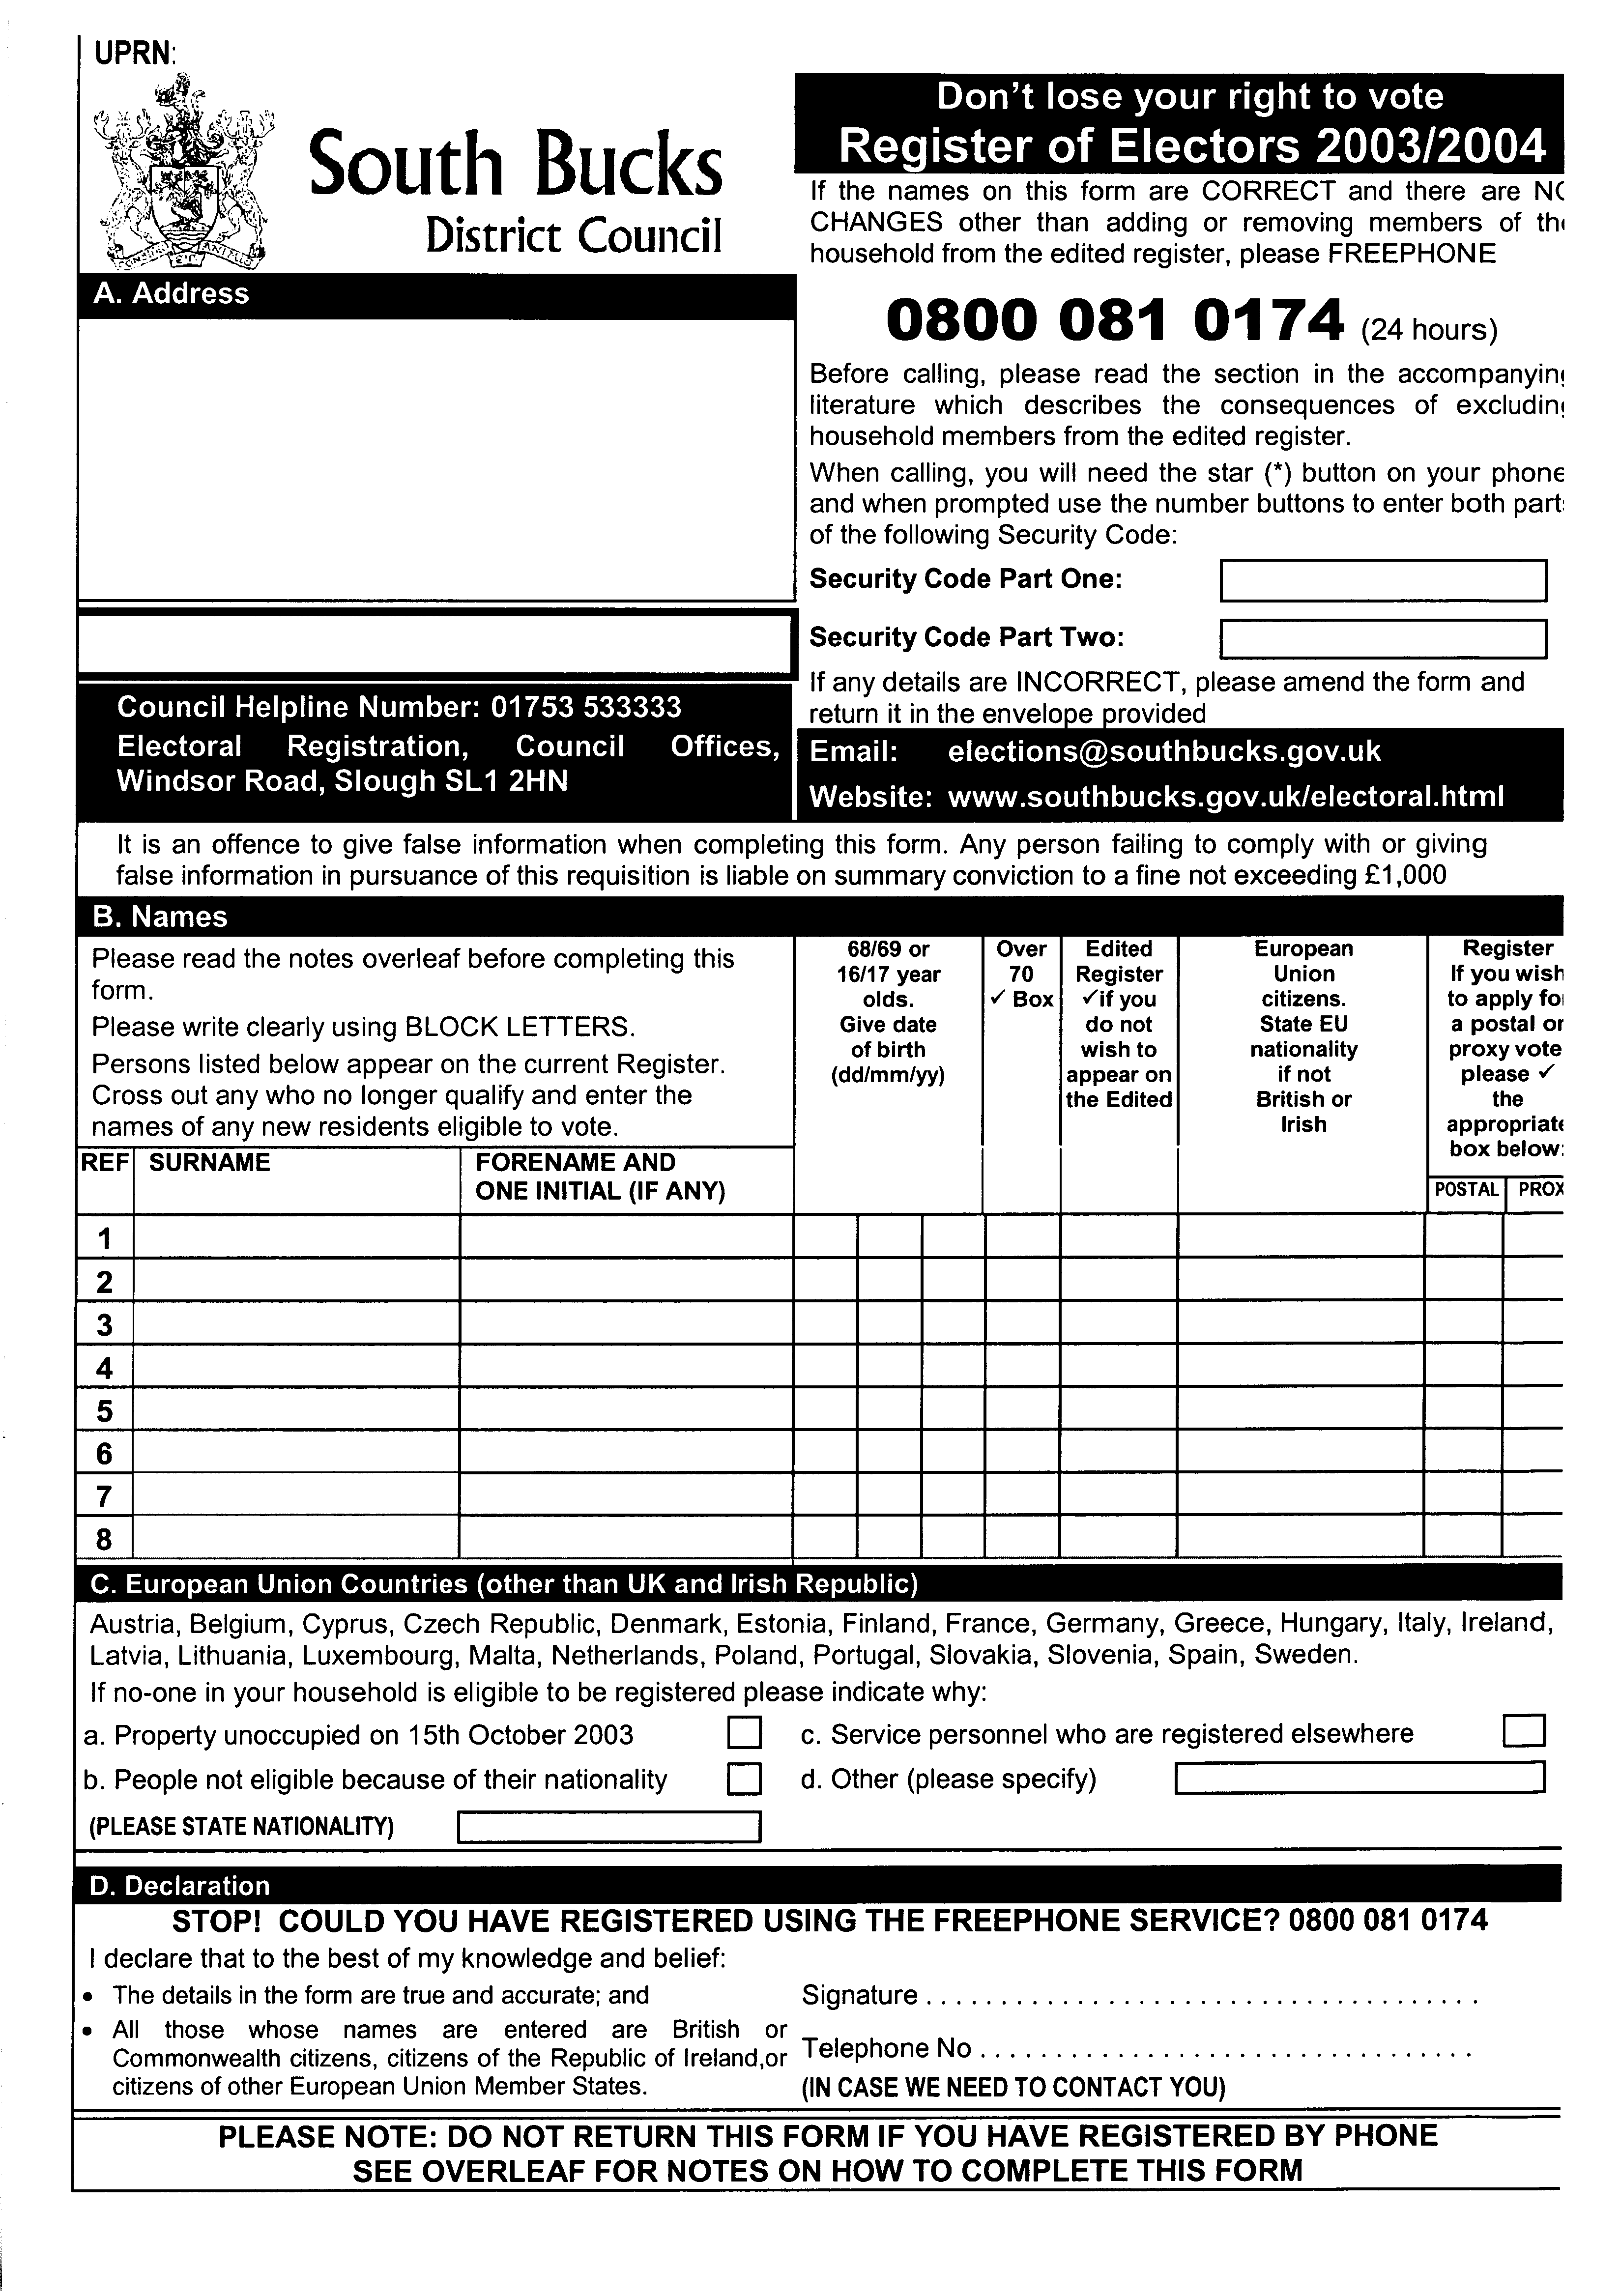 UPRN:
South Bucks
District Council
Don't lose your right to vote
Register of Electors 2003/2004
If the names on this form are CORRECT and there are NO
CHANGES other than adding or removing members of the
household from the edited register, please FREEPHONE
0800 081 0174 (24 hours)
Before calling, please read the section in the accompanying
literature which describes the consequences of excluding
household members from the edited register.
When calling, you will need the star (*) button on your phone
and when prompted use the number buttons to enter both parts
of the following Security Code:
Security Code Part One:
Security Code Part Two:
If any details are INCORRECT, please amend the form and
return it in the envelope provided
A. Address
Council Helpline Number: 01753 533333
Electoral Registration, Council Offices,
Windsor Road, Slough SL1 2HN
Email: elections@southbucks.gov.uk
Website: www.southbucks.gov.uk/electoral.html
It is an offence to give false information when completing this form. Any person failing to comply with or giving
false information in pursuance of this requisition is liable on summary conviction to a fine not exceeding £1,000
B. Names
Please read the notes overleaf before completing this
form.
Please write clearly using BLOCK LETTERS.
Persons listed below appear on the current Register.
Cross out any who no longer qualify and enter the
names of any new residents eligible to vote.
68/69 or
16/17 year
olds.
Give date
of birth
(dd/mm/yy)
Over
70
✓ Box
Edited
Register
✓if you
do not
wish to
appear on
the Edited
European
Union
citizens.
State EU
nationality
if not
British or
Irish
Register
If you wish
to apply for
a postal or
proxy vote
please ✓
the
appropriate
box below:
REF SURNAME FORENAME AND
ONE INITIAL (IF ANY)
POSTAL PROX
1
2
3
4
5
6
7
8
C. European Union Countries (other than UK and Irish Republic)
Austria, Belgium, Cyprus, Czech Republic, Denmark, Estonia, Finland, France, Germany, Greece, Hungary, Italy, Ireland,
Latvia, Lithuania, Luxembourg, Malta, Netherlands, Poland, Portugal, Slovakia, Slovenia, Spain, Sweden.
If no-one in your household is eligible to be registered please indicate why:
a. Property unoccupied on 15th October 2003
c. Service personnel who are registered elsewhere
b. People not eligible because of their nationality
d. Other (please specify)
(PLEASE STATE NATIONALITY)
D. Declaration
STOP! COULD YOU HAVE REGISTERED USING THE FREEPHONE SERVICE? 0800 081 0174
I declare that to the best of my knowledge and belief:
• The details in the form are true and accurate; and
• All those whose names are entered are British or
Commonwealth citizens, citizens of the Republic of Ireland,or
citizens of other European Union Member States.
Signature . . . . . . . . . . . . . . . . . . . . . . . . . . . . . . . . . . . . .
Telephone No . . . . . . . . . . . . . . . . . . . . . . . . . . . . . . . . .
(IN CASE WE NEED TO CONTACT YOU)
PLEASE NOTE: DO NOT RETURN THIS FORM IF YOU HAVE REGISTERED BY PHONE
SEE OVERLEAF FOR NOTES ON HOW TO COMPLETE THIS FORM